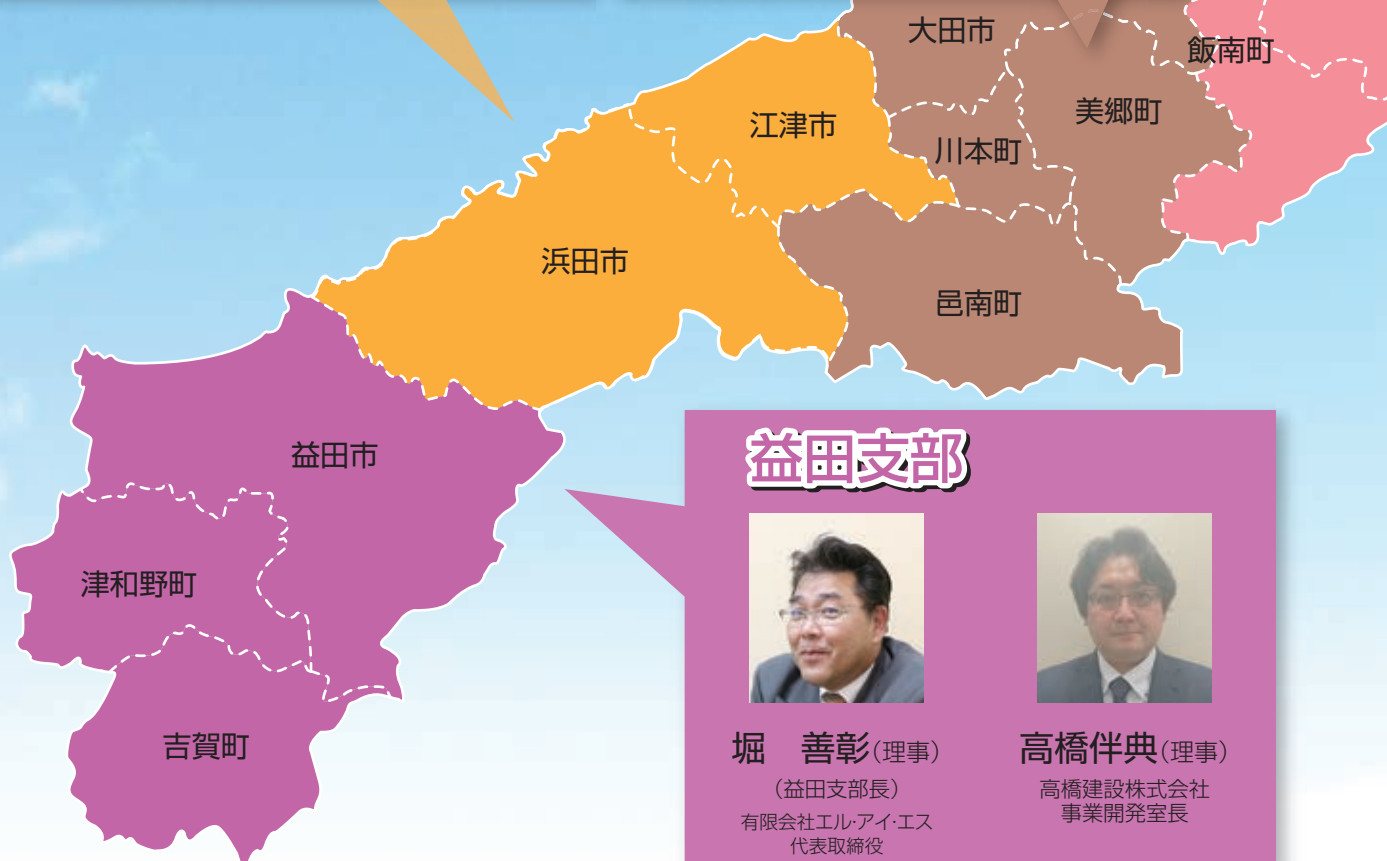 大田市
飯南町
美郷町
江津市
川本町
浜田市
邑南町
益田市
津和野町
吉賀町
益田支部
堀　善彰(理事)
（益田支部長）
有限会社エル・アイ・エス
代表取締役
高橋伴典(理事)
高橋建設株式会社
事業開発室長